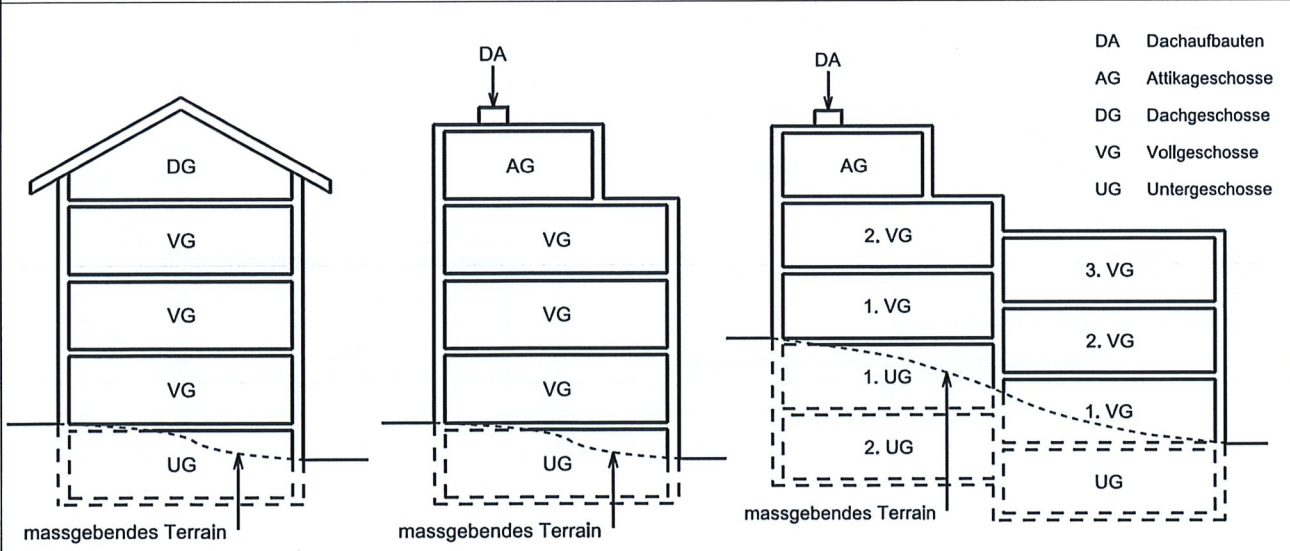 DG
VG
VG
VG
UG
massgebendes Terrain
DA
AG
VG
VG
VG
UG
massgebendes Terrain
DA
AG
2. VG
1. VG
1. UG
2. UG
3. VG
2. VG
1. VG
UG
massgebendes Terrain
DA Dachaufbauten
AG Attikageschosse
DG Dachgeschosse
VG Vollgeschosse
UG Untergeschosse